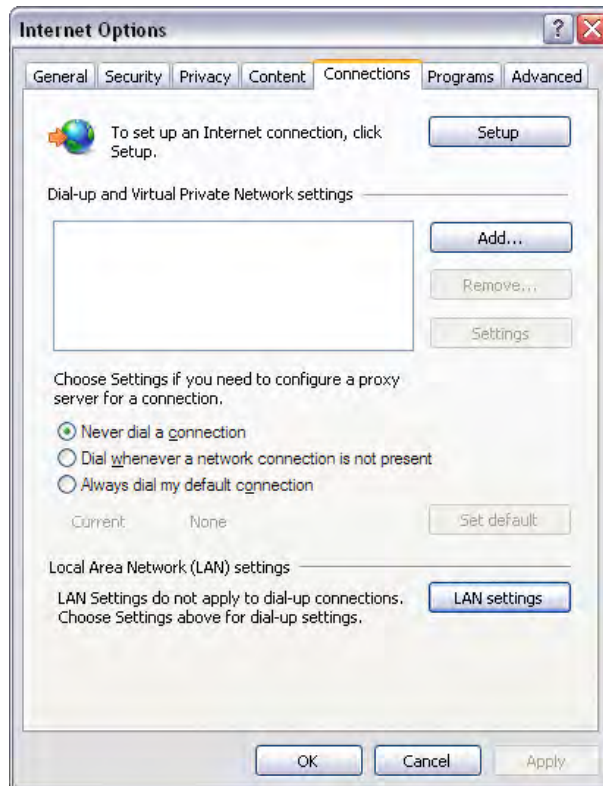 Internet Options
General Security Privacy Content Connections Programs Advanced
To set up an Internet connection, click
Setup.
Setup
Dial-up and Virtual Private Network settings
Add...
Remove...
Settings
Choose Settings if you need to configure a proxy
server for a connection.
Never dial a connection
Dial whenever a network connection is not present
Always dial my default connection
Current None Set default
Local Area Network (LAN) settings
LAN Settings do not apply to dial-up connections.
Choose Settings above for dial-up settings.
LAN settings
OK Cancel Apply